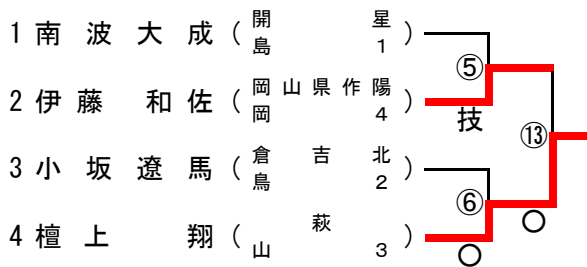 1 南 波 大 成 ( 開 星 島 1 )
⑤
2 伊 藤 和 佐 ( 岡 山 県 作 陽 岡 4 )
技
⑬
3 小 坂 遼 馬 ( 倉 吉 北 鳥 2 )
⑥
○
4 檀 上 翔 ( 萩 山 3 )
○